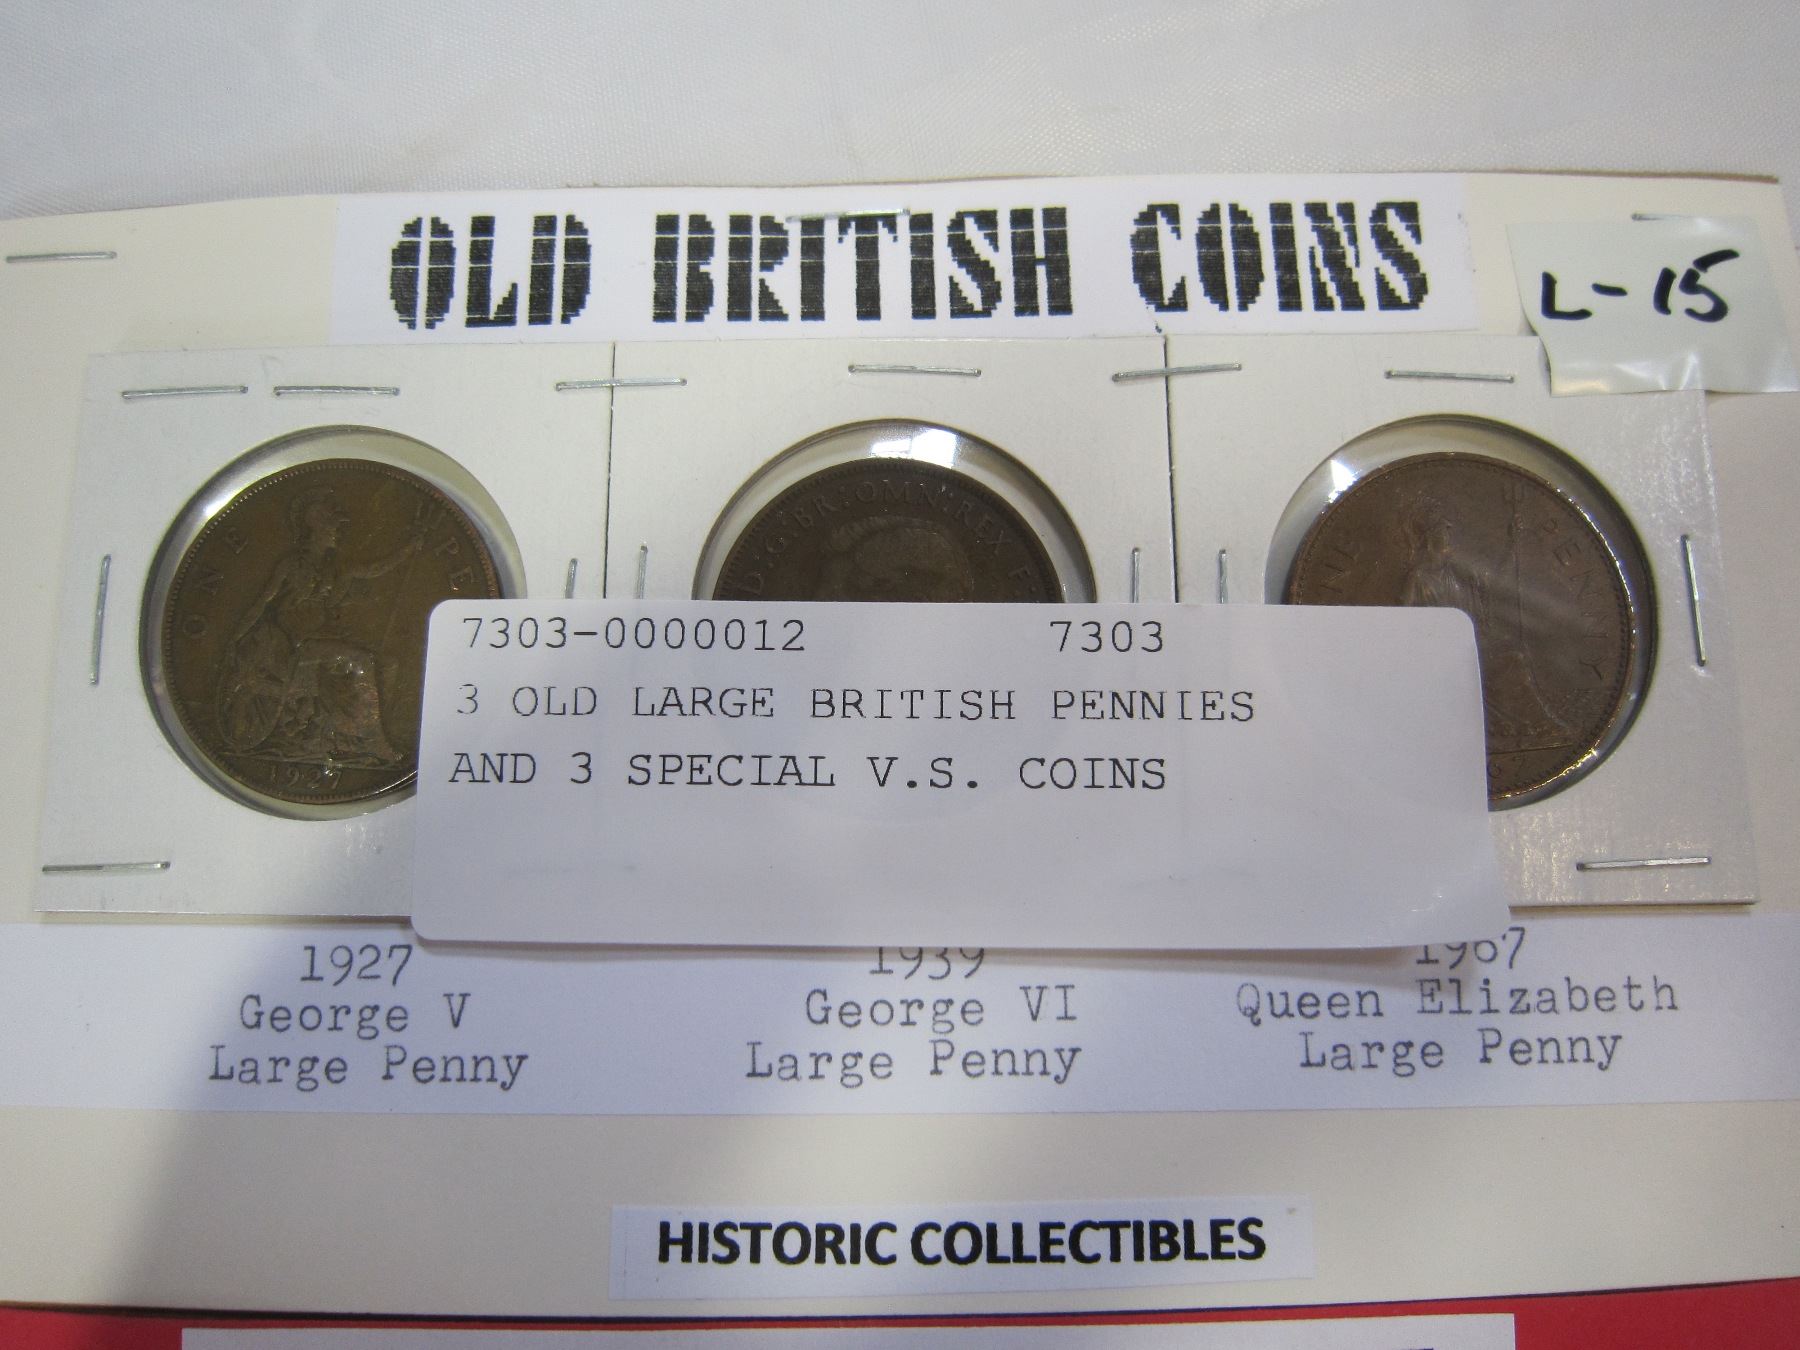 OLD BRITISH COINS
L-15
ONE PE
1927
D:G:BR:OMN:REX F:
NE PENNY
67
7303-0000012 7303
3 OLD LARGE BRITISH PENNIES
AND 3 SPECIAL V.S. COINS
1927
George V
Large Penny
1939
George VI
Large Penny
1967
Queen Elizabeth
Large Penny
HISTORIC COLLECTIBLES